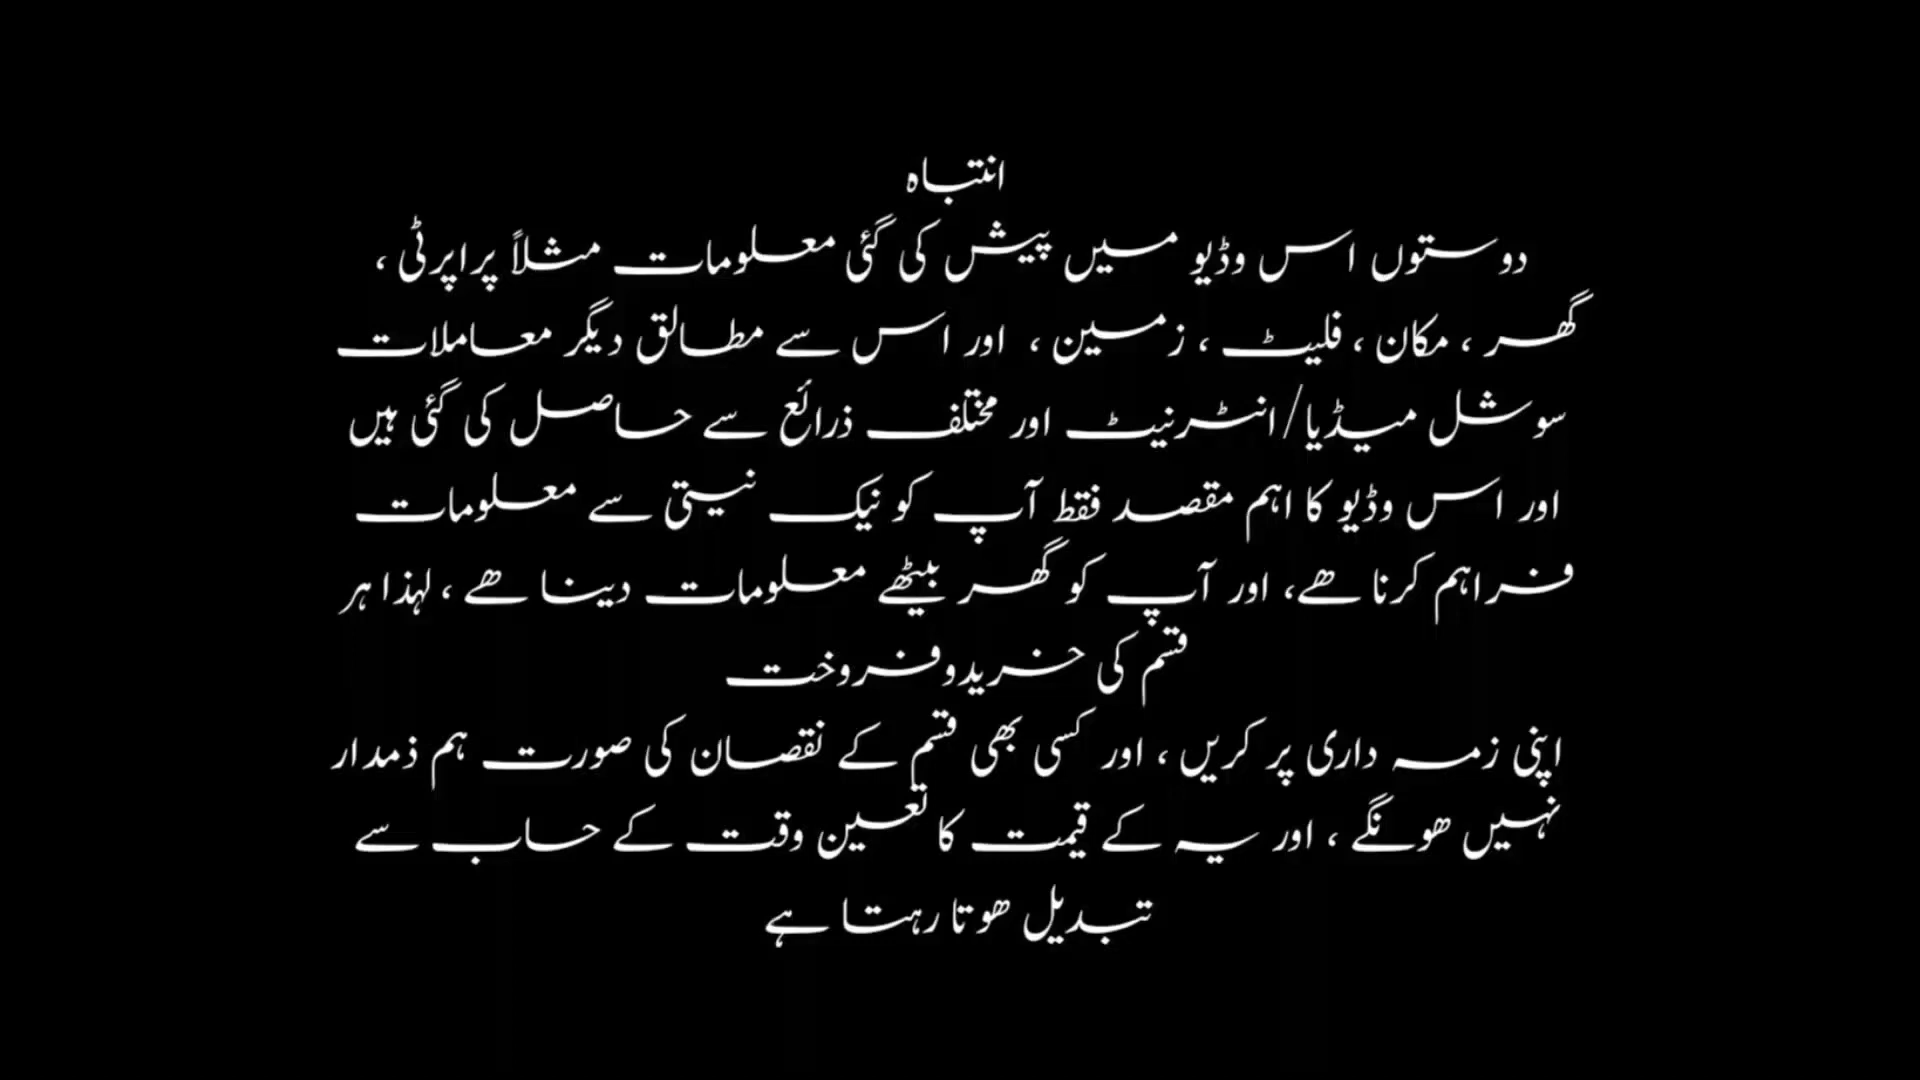 انتباہ
دوستوں اس وڈیو میں پیش کی گئی معلومات مثلاً پراپرٹی ،
گھر ، مکان ، فلیٹ ، زمین ، اور اس سے مطالق دیگر معاملات
سوشل میڈیا/انٹرنیٹ اور مختلف ذرائع سے حاصل کی گئی ہیں
اور اس وڈیو کا اہم مقصد فقط آپ کو نیک نیتی سے معلومات
فراہم کرنا ھے، اور آپ کو گھر بیٹھے معلومات دینا ھے ، لہذا ہر
قسم کی خریدوفروخت
اپنی زمہ داری پر کریں ، اور کسی بھی قسم کے نقصان کی صورت ہم ذمدار
نہیں ھونگے ، اور یہ کے قیمت کا تعین وقت کے حساب سے
تبدیل ھوتا رہتا ہے